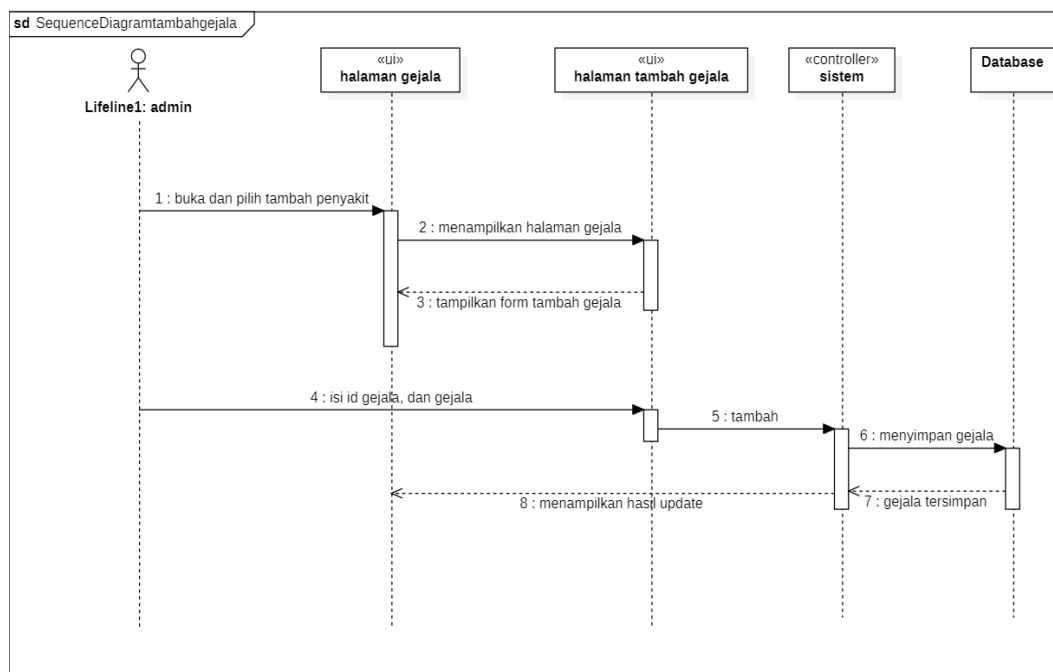 sd SequenceDiagramtambahgejala
«ui»
halaman gejala
«ui»
halaman tambah gejala
«controller»
sistem
Database
Lifeline1: admin
1 : buka dan pilih tambah penyakit
2 : menampilkan halaman gejala
3 : tampilkan form tambah gejala
4 : isi id gejala, dan gejala
5 : tambah
6 : menyimpan gejala
7 : gejala tersimpan
8 : menampilkan hasil update